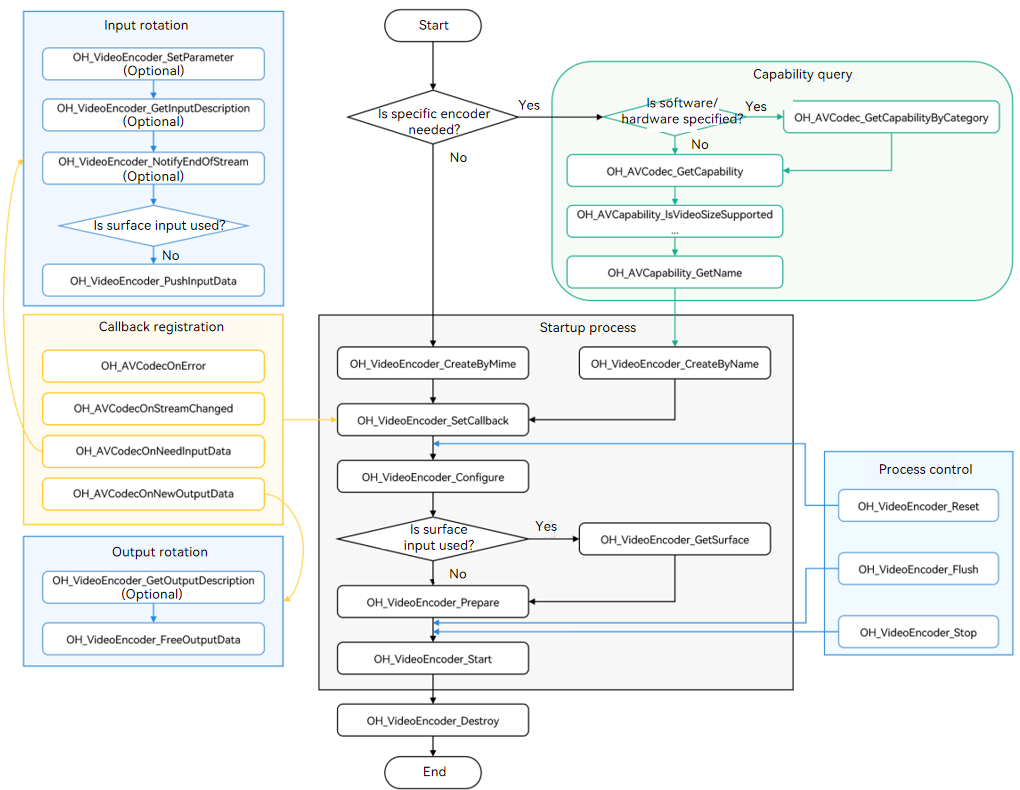 Input rotation
OH_VideoEncoder_SetParameter
(Optional)
OH_VideoEncoder_GetInputDescription
(Optional)
OH_VideoEncoder_NotifyEndOfStream
(Optional)
Is surface input used?
No
OH_VideoEncoder_PushInputData
Callback registration
OH_AVCodecOnError
OH_AVCodecOnStreamChanged
OH_AVCodecOnNeedInputData
OH_AVCodecOnNewOutputData
Output rotation
OH_VideoEncoder_GetOutputDescription
(Optional)
OH_VideoEncoder_FreeOutputData
Start
Is specific encoder
needed?
Yes
No
Capability query
Is software/
hardware specified?
Yes
No
OH_AVCodec_GetCapabilityByCategory
OH_AVCodec_GetCapability
OH_AVCapability_IsVideoSizeSupported
...
OH_AVCapability_GetName
Startup process
OH_VideoEncoder_CreateByMime
OH_VideoEncoder_CreateByName
OH_VideoEncoder_SetCallback
OH_VideoEncoder_Configure
Is surface
input used?
Yes
No
OH_VideoEncoder_GetSurface
OH_VideoEncoder_Prepare
OH_VideoEncoder_Start
OH_VideoEncoder_Destroy
End
Process control
OH_VideoEncoder_Reset
OH_VideoEncoder_Flush
OH_VideoEncoder_Stop